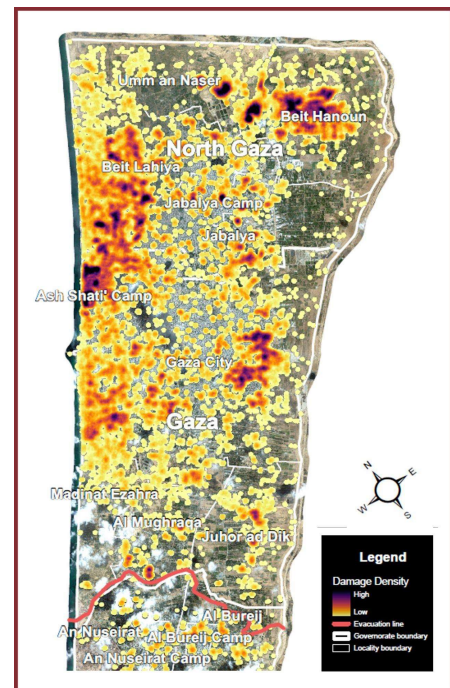 Umm an Naser
Beit Hanoun
North Gaza
Beit Lahiya
Jabalya Camp
Jabalya
Ash Shati' Camp
Gaza City
Gaza
Madinat Ezahra
Al Mughraqa
Juhor ad Dik
Al Bureij
An Nuseirat
Al Bureij Camp
An Nuseirat Camp
N
E
W
S
Legend
Damage Density
High
Low
Evacuation line
Governorate boundary
Locality boundary